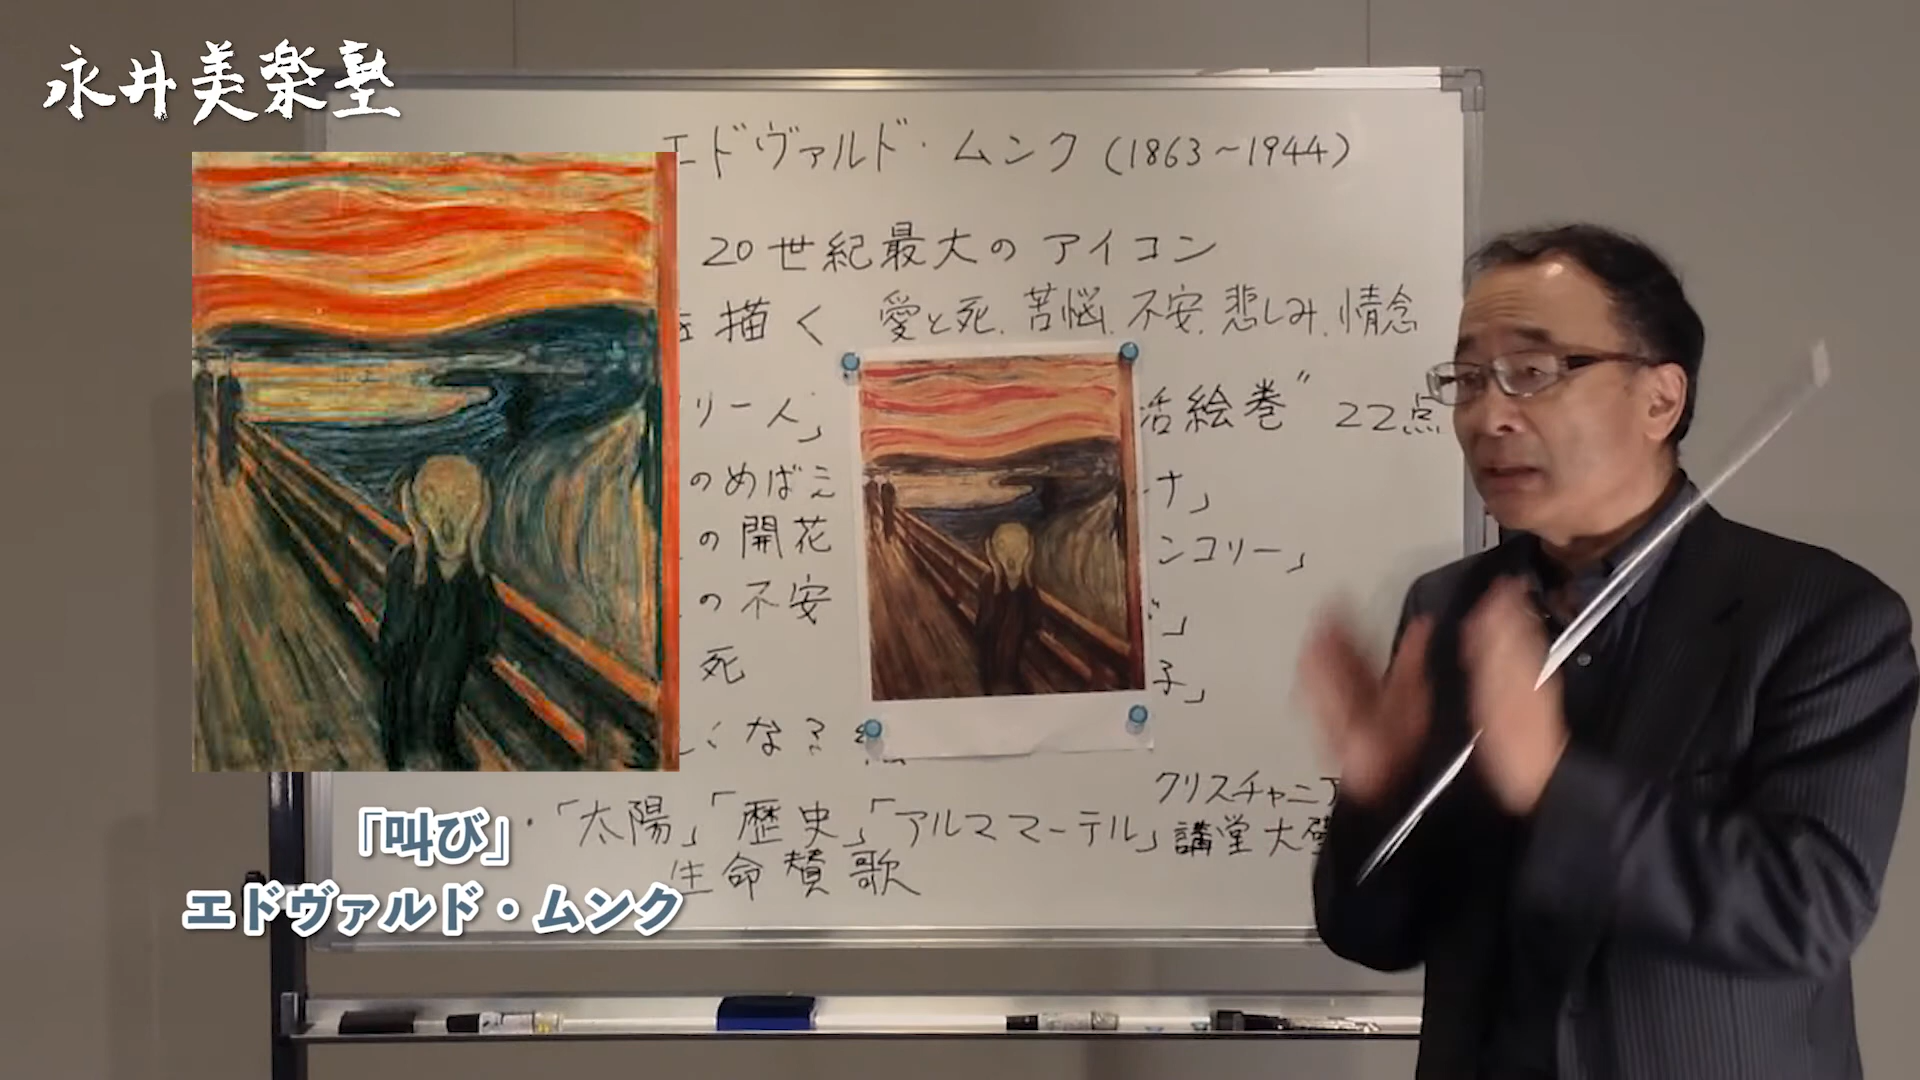 永井美楽塾
エドヴァルド・ムンク(1863~1944)
20世紀最大のアイコン
を描く 愛と死、苦悩、不安、悲しみ、情念
リー人」 活絵巻” 22点
のめばえ ナ」
の開花 ンコリー」
の不安 」
死 子」
くなる
・「太陽」「歴史」「アルママーテル」 クリスチャニア
講堂大壁
生命賛歌
「叫び」
エドヴァルド・ムンク